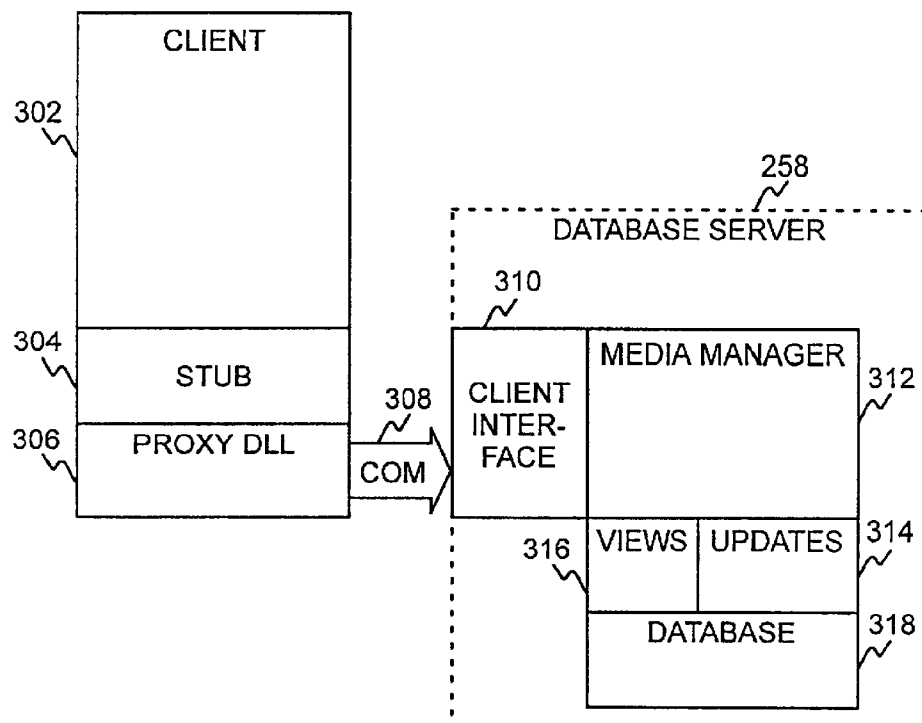 CLIENT
302
258
DATABASE SERVER
310
304
STUB
MEDIA MANAGER
312
CLIENT
INTER-
FACE
308
306
PROXY DLL
COM
316
VIEWS
UPDATES
314
DATABASE
318